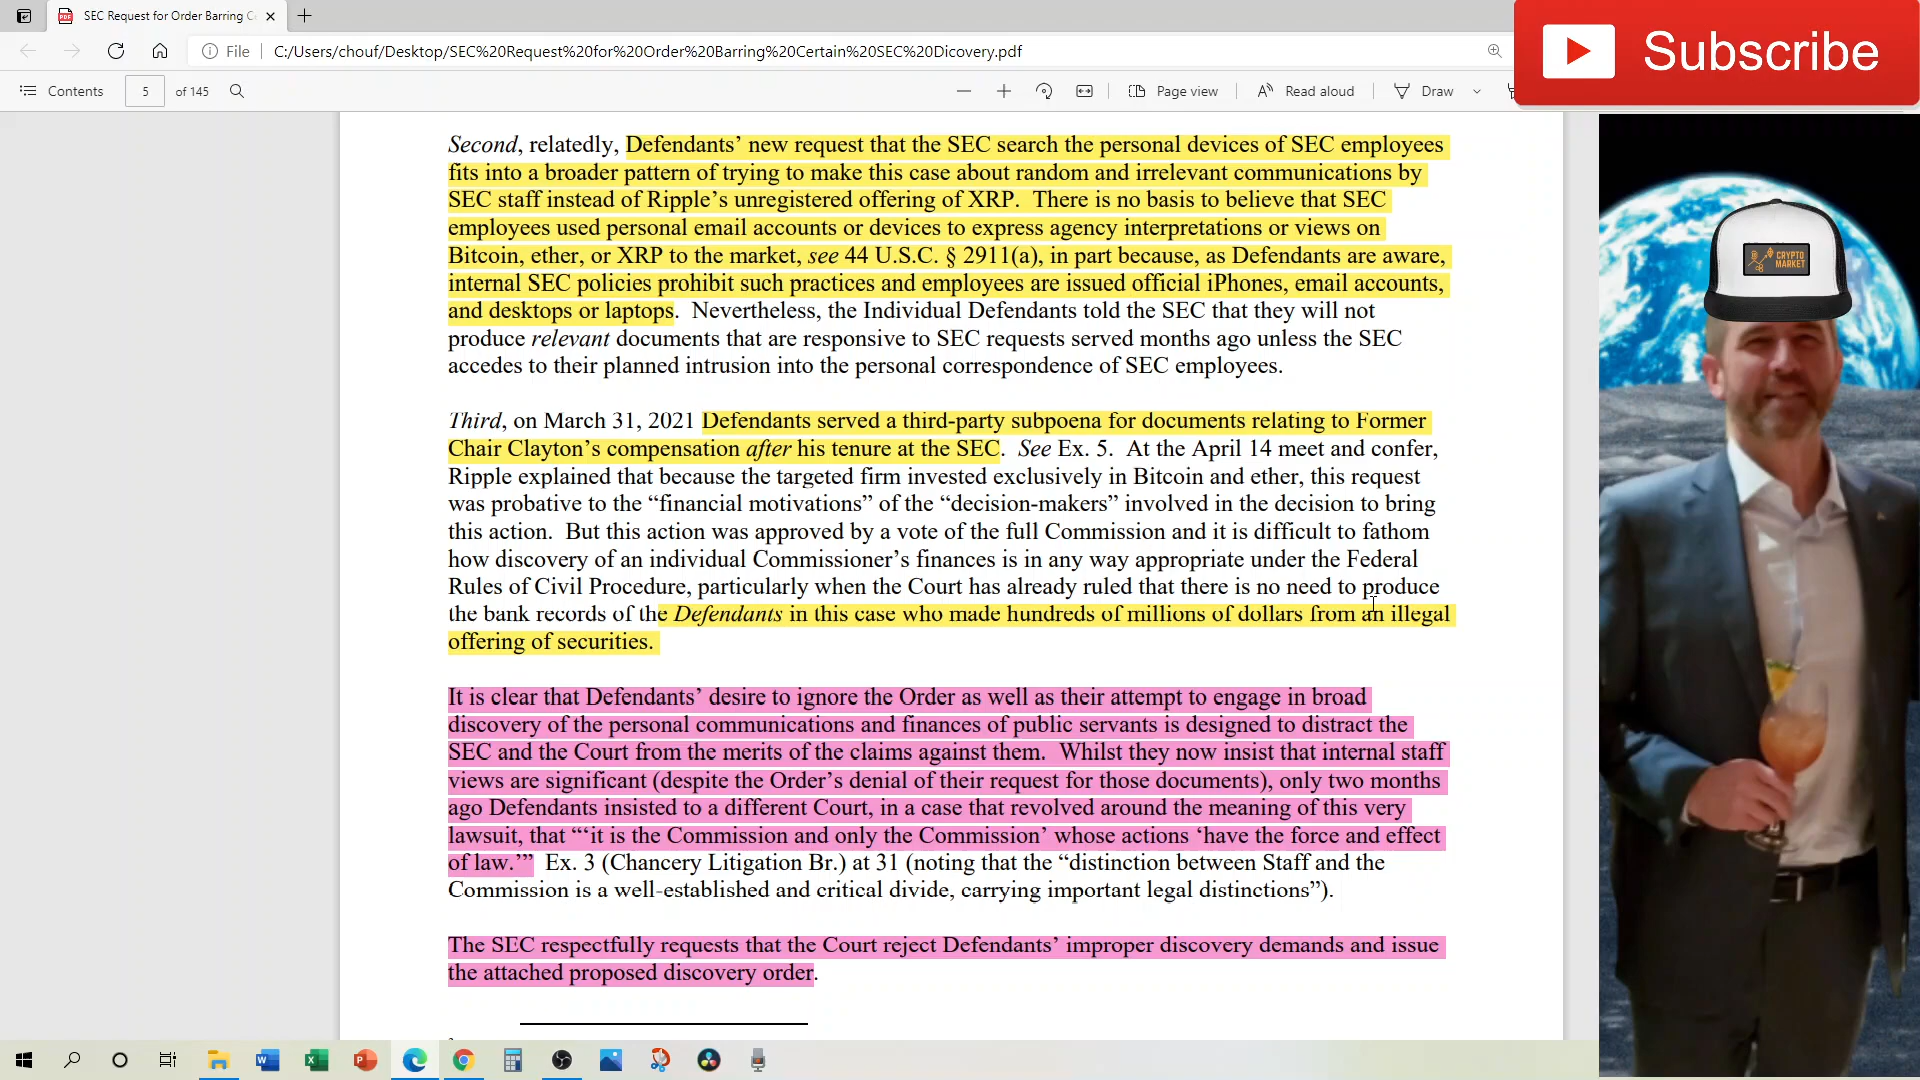 SEC Request for Order Barring C
File
C:/Users/chouf/Desktop/SEC%20Request%20for%20Order%20Barring%20Certain%20SEC%20Dicovery.pdf
Subscribe
Contents
5
of 145
Page view
Read aloud
Draw
Second, relatedly, Defendants’ new request that the SEC search the personal devices of SEC employees
fits into a broader pattern of trying to make this case about random and irrelevant communications by
SEC staff instead of Ripple’s unregistered offering of XRP. There is no basis to believe that SEC
employees used personal email accounts or devices to express agency interpretations or views on
Bitcoin, ether, or XRP to the market, see 44 U.S.C. § 2911(a), in part because, as Defendants are aware,
internal SEC policies prohibit such practices and employees are issued official iPhones, email accounts,
and desktops or laptops. Nevertheless, the Individual Defendants told the SEC that they will not
produce relevant documents that are responsive to SEC requests served months ago unless the SEC
accedes to their planned intrusion into the personal correspondence of SEC employees.
Third, on March 31, 2021 Defendants served a third-party subpoena for documents relating to Former
Chair Clayton’s compensation after his tenure at the SEC. See Ex. 5. At the April 14 meet and confer,
Ripple explained that because the targeted firm invested exclusively in Bitcoin and ether, this request
was probative to the “financial motivations” of the “decision-makers” involved in the decision to bring
this action. But this action was approved by a vote of the full Commission and it is difficult to fathom
how discovery of an individual Commissioner’s finances is in any way appropriate under the Federal
Rules of Civil Procedure, particularly when the Court has already ruled that there is no need to produce
the bank records of the Defendants in this case who made hundreds of millions of dollars from an illegal
offering of securities.
It is clear that Defendants’ desire to ignore the Order as well as their attempt to engage in broad
discovery of the personal communications and finances of public servants is designed to distract the
SEC and the Court from the merits of the claims against them. Whilst they now insist that internal staff
views are significant (despite the Order’s denial of their request for those documents), only two months
ago Defendants insisted to a different Court, in a case that revolved around the meaning of this very
lawsuit, that “‘it is the Commission and only the Commission’ whose actions ‘have the force and effect
of law.’” Ex. 3 (Chancery Litigation Br.) at 31 (noting that the “distinction between Staff and the
Commission is a well-established and critical divide, carrying important legal distinctions”).
The SEC respectfully requests that the Court reject Defendants’ improper discovery demands and issue
the attached proposed discovery order.
CRYPTO
MARKET